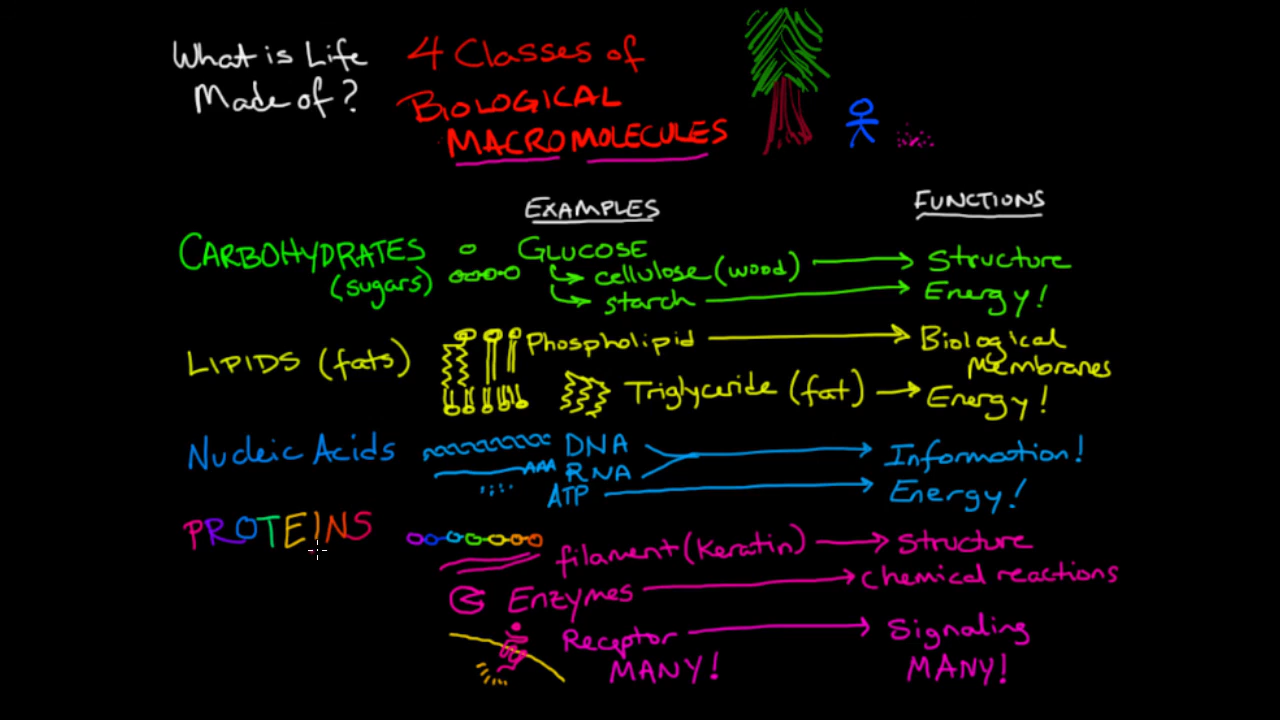 What is Life
Made of?
4 Classes of
BIOLOGICAL
MACROMOLECULES
EXAMPLES FUNCTIONS
CARBOHYDRATES GLUCOSE
(sugars) cellulose (wood) Structure
starch Energy!
LIPIDS (fats) Phospholipid Biological
Membranes
Triglyceride (fat) Energy!
Nucleic Acids DNA Information!
AAA RNA
ATP Energy!
PROTEINS filament (Keratin) Structure
Enzymes Chemical reactions
Receptor Signaling
MANY! MANY!